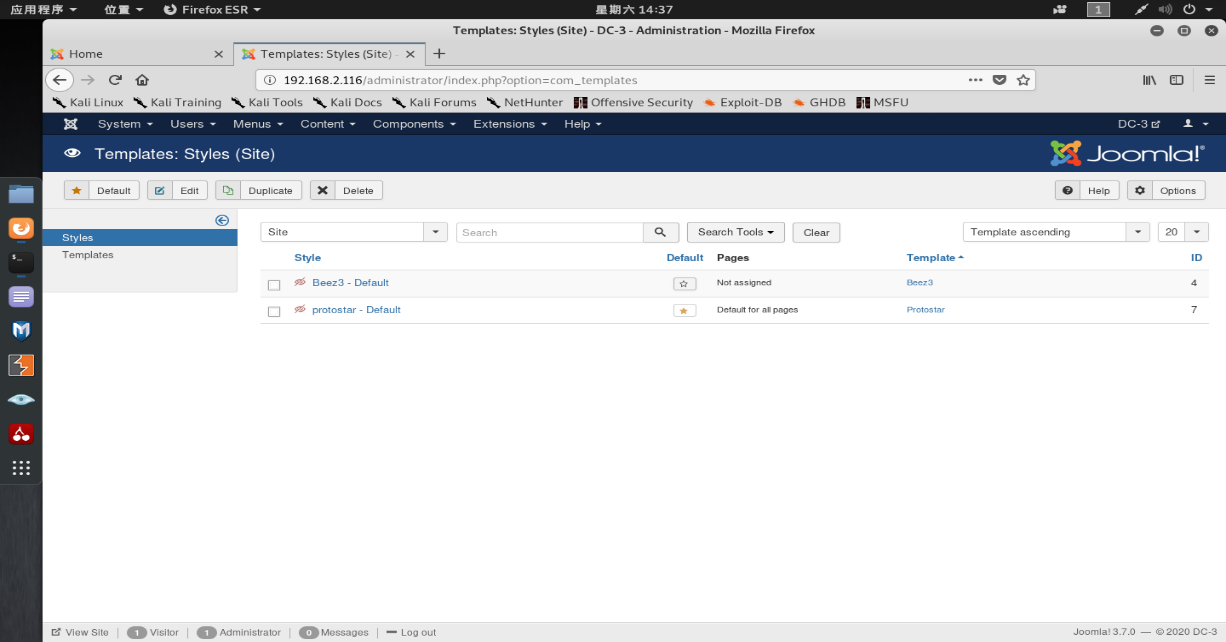 应用程序 位置 Firefox ESR 星期六 14:37 1
Templates: Styles (Site) - DC-3 - Administration - Mozilla Firefox
Home Templates: Styles (Site) -
192.168.2.116/administrator/index.php?option=com_templates
Kali Linux Kali Training Kali Tools Kali Docs Kali Forums NetHunter Offensive Security Exploit-DB GHDB MSFU
System Users Menus Content Components Extensions Help DC-3
Templates: Styles (Site) Joomla!®
Default Edit Duplicate Delete Help Options
Styles
Templates
Site Search Search Tools Clear Template ascending 20
Style Default Pages Template ID
Beez3 - Default Not assigned Beez3 4
protostar - Default Default for all pages Protostar 7
View Site | 1 Visitor | 1 Administrator | 0 Messages | Log out Joomla! 3.7.0 — © 2020 DC-3